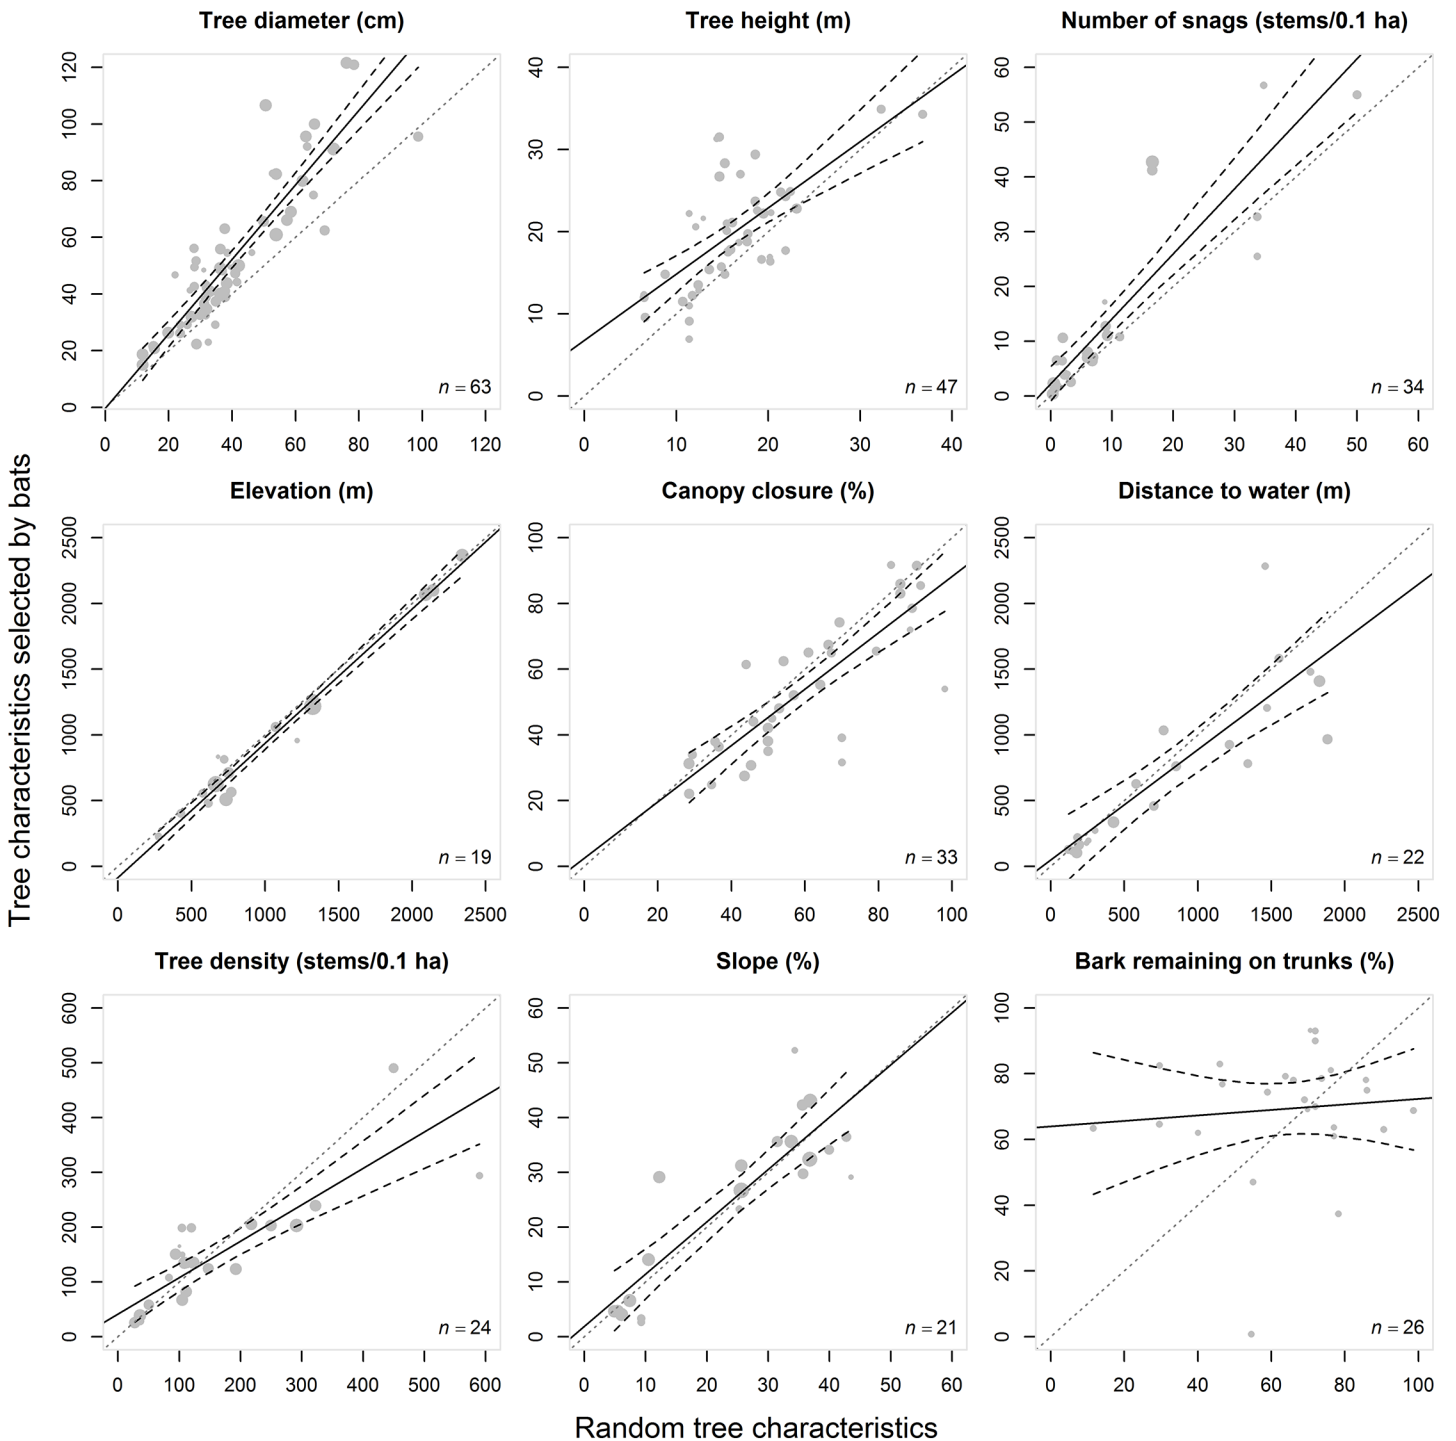 Tree diameter (cm)
Tree height (m)
Number of snags (stems/0.1 ha)
0 20 40 60 80 100 120
n = 63
0 20 40 60 80 100 120
0 10 20 30 40
n = 47
0 10 20 30 40
0 10 20 30 40 50 60
n = 34
0 10 20 30 40 50 60
Tree characteristics selected by bats
Elevation (m)
Canopy closure (%)
Distance to water (m)
0 500 1000 1500 2000 2500
n = 19
0 500 1000 1500 2000 2500
0 20 40 60 80 100
n = 33
0 20 40 60 80 100
0 500 1000 1500 2000 2500
n = 22
0 500 1000 1500 2000 2500
Tree density (stems/0.1 ha)
Slope (%)
Bark remaining on trunks (%)
0 100 200 300 400 500 600
n = 24
0 100 200 300 400 500 600
0 10 20 30 40 50 60
n = 21
0 10 20 30 40 50 60
0 20 40 60 80 100
n = 26
0 20 40 60 80 100
Random tree characteristics